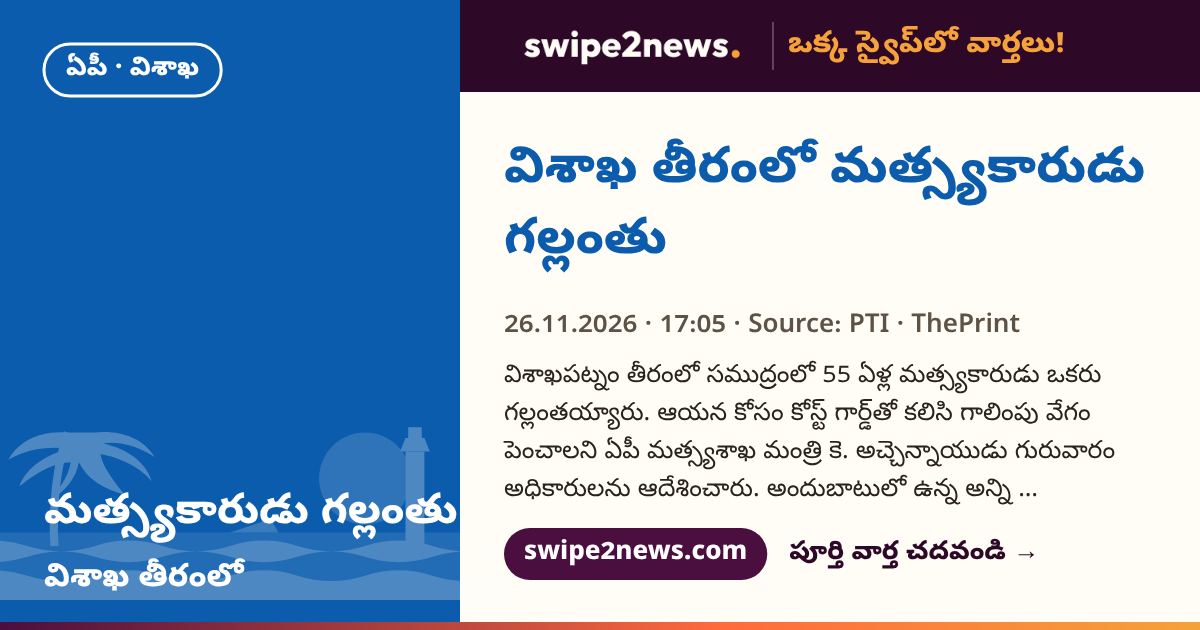 ఏపీ · విశాఖ
మత్స్యకారుడు గల్లంతు
విశాఖ తీరంలో
swipe2news.
ఒక్క స్వైప్‌లో వార్తలు!
విశాఖ తీరంలో మత్స్యకారుడు
గల్లంతు
26.11.2026 · 17:05 · Source: PTI · ThePrint
విశాఖపట్నం తీరంలో సముద్రంలో 55 ఏళ్ల మత్స్యకారుడు ఒకరు
గల్లంతయ్యారు. ఆయన కోసం కోస్ట్ గార్డ్‌తో కలిసి గాలింపు వేగం
పెంచాలని ఏపీ మత్స్యశాఖ మంత్రి కె. అచ్చెన్నాయుడు గురువారం
అధికారులను ఆదేశించారు. అందుబాటులో ఉన్న అన్ని ...
swipe2news.com
పూర్తి వార్త చదవండి →